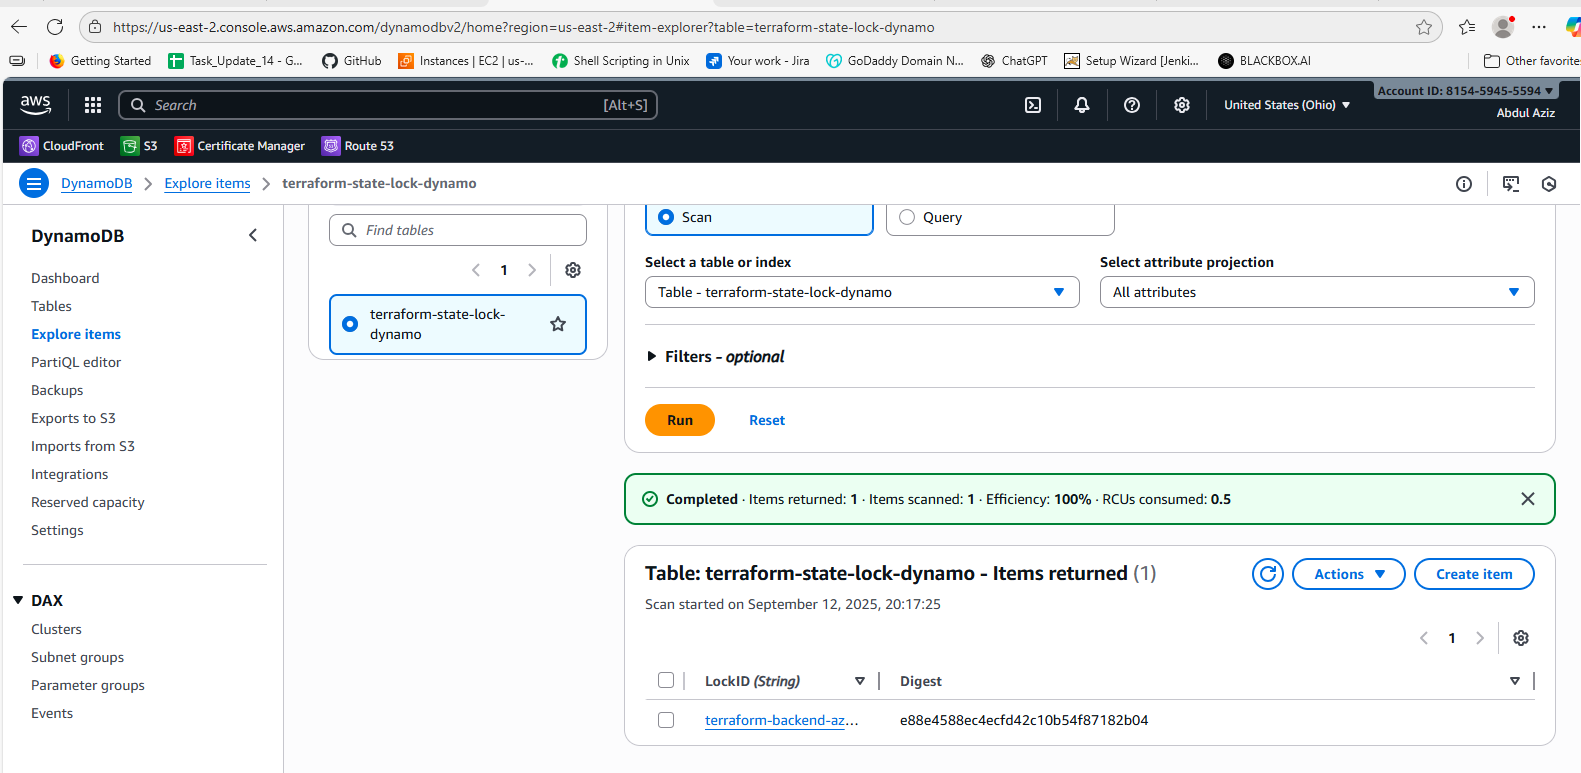 https://us-east-2.console.aws.amazon.com/dynamodbv2/home?region=us-east-2#item-explorer?table=terraform-state-lock-dynamo
Getting Started
Task_Update_14 - G...
GitHub
Instances | EC2 | us-...
Shell Scripting in Unix
Your work - Jira
GoDaddy Domain N...
ChatGPT
Setup Wizard [Jenki...
BLACKBOX.AI
Other favorite
aws
Search
[Alt+S]
United States (Ohio)
Account ID: 8154-5945-5594
Abdul Aziz
CloudFront
S3
Certificate Manager
Route 53
DynamoDB
Explore items
terraform-state-lock-dynamo
DynamoDB
Dashboard
Tables
Explore items
PartiQL editor
Backups
Exports to S3
Imports from S3
Integrations
Reserved capacity
Settings
DAX
Clusters
Subnet groups
Parameter groups
Events
Find tables
1
terraform-state-lock-
dynamo
Scan
Query
Select a table or index
Table - terraform-state-lock-dynamo
Select attribute projection
All attributes
Filters - optional
Run
Reset
Completed · Items returned: 1 · Items scanned: 1 · Efficiency: 100% · RCUs consumed: 0.5
Table: terraform-state-lock-dynamo - Items returned (1)
Scan started on September 12, 2025, 20:17:25
Actions
Create item
1
LockID (String)
Digest
terraform-backend-az...
e88e4588ec4ecfd42c10b54f87182b04